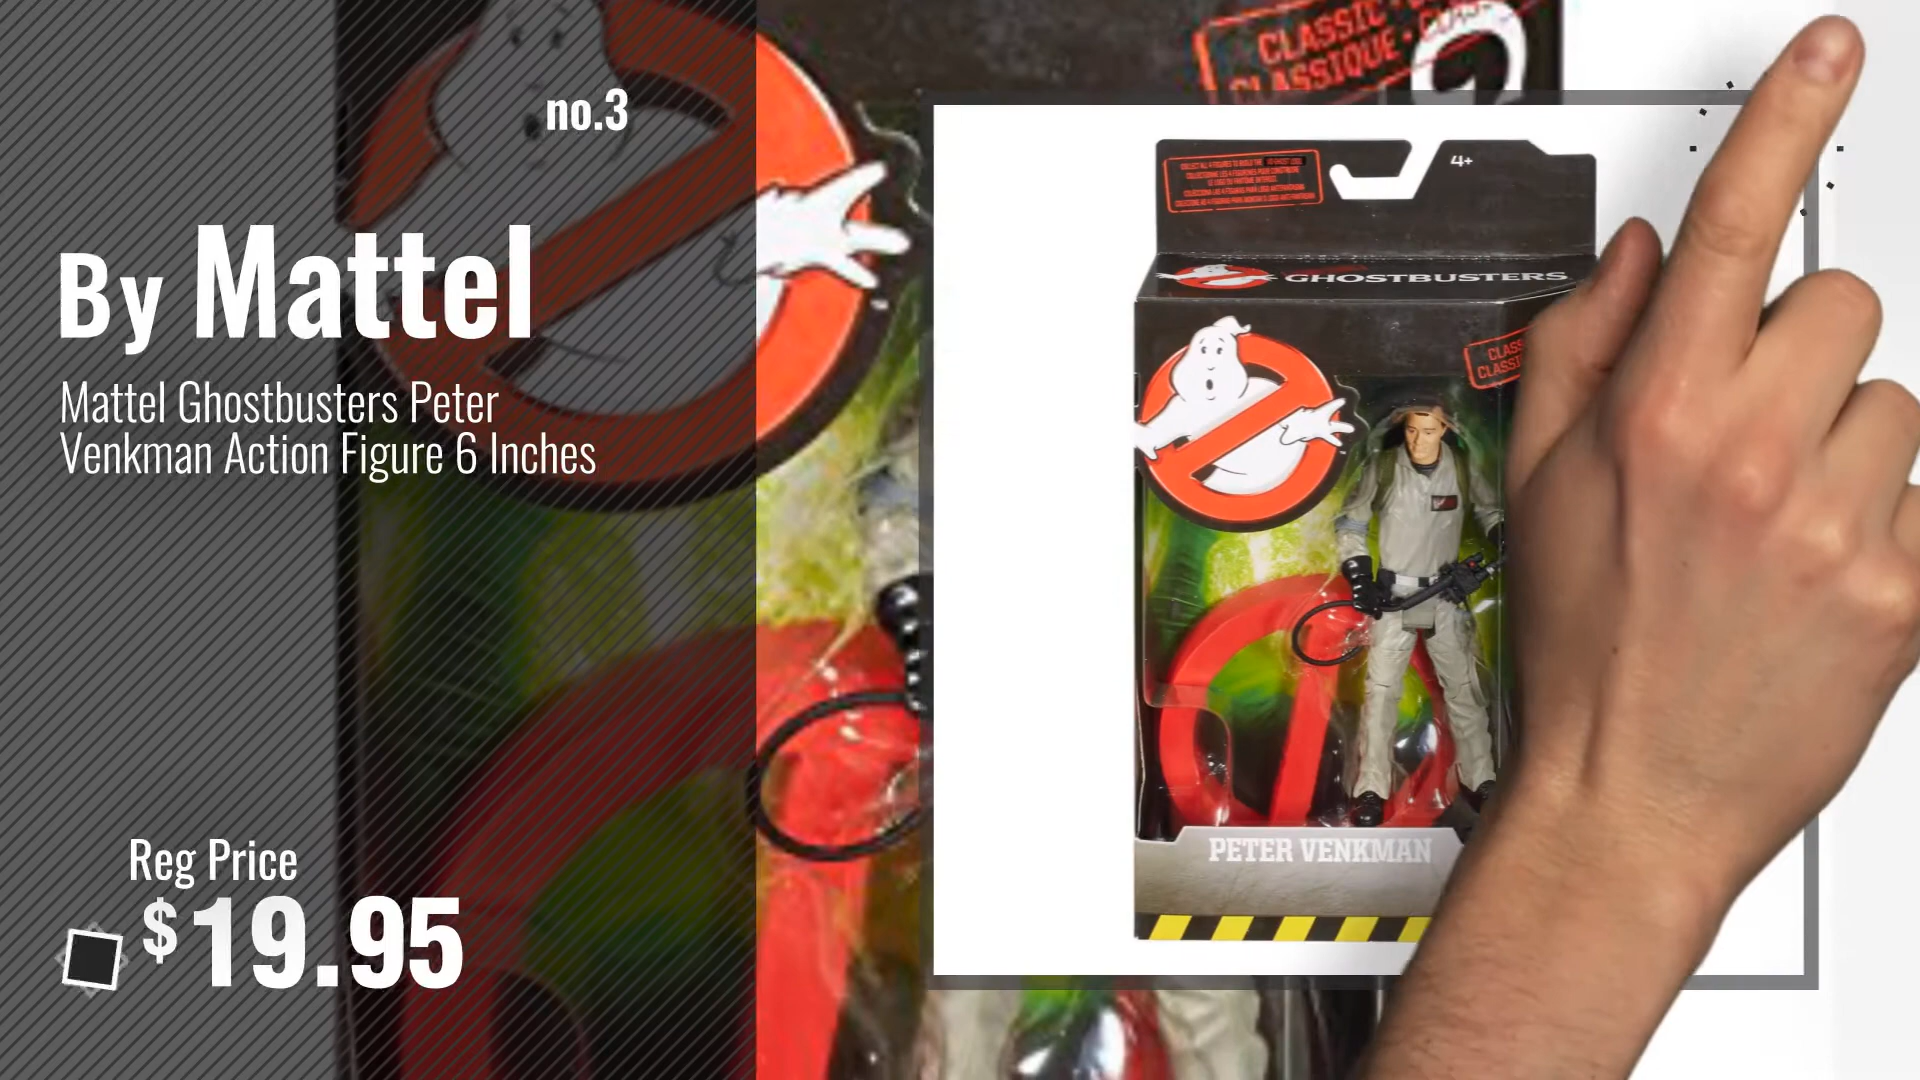 no.3
By Mattel
Mattel Ghostbusters Peter
Venkman Action Figure 6 Inches
Reg Price
$19.95
CLASSIC
CLASSIQUE •
4+
GHOSTBUSTERS
PETER VENKMAN